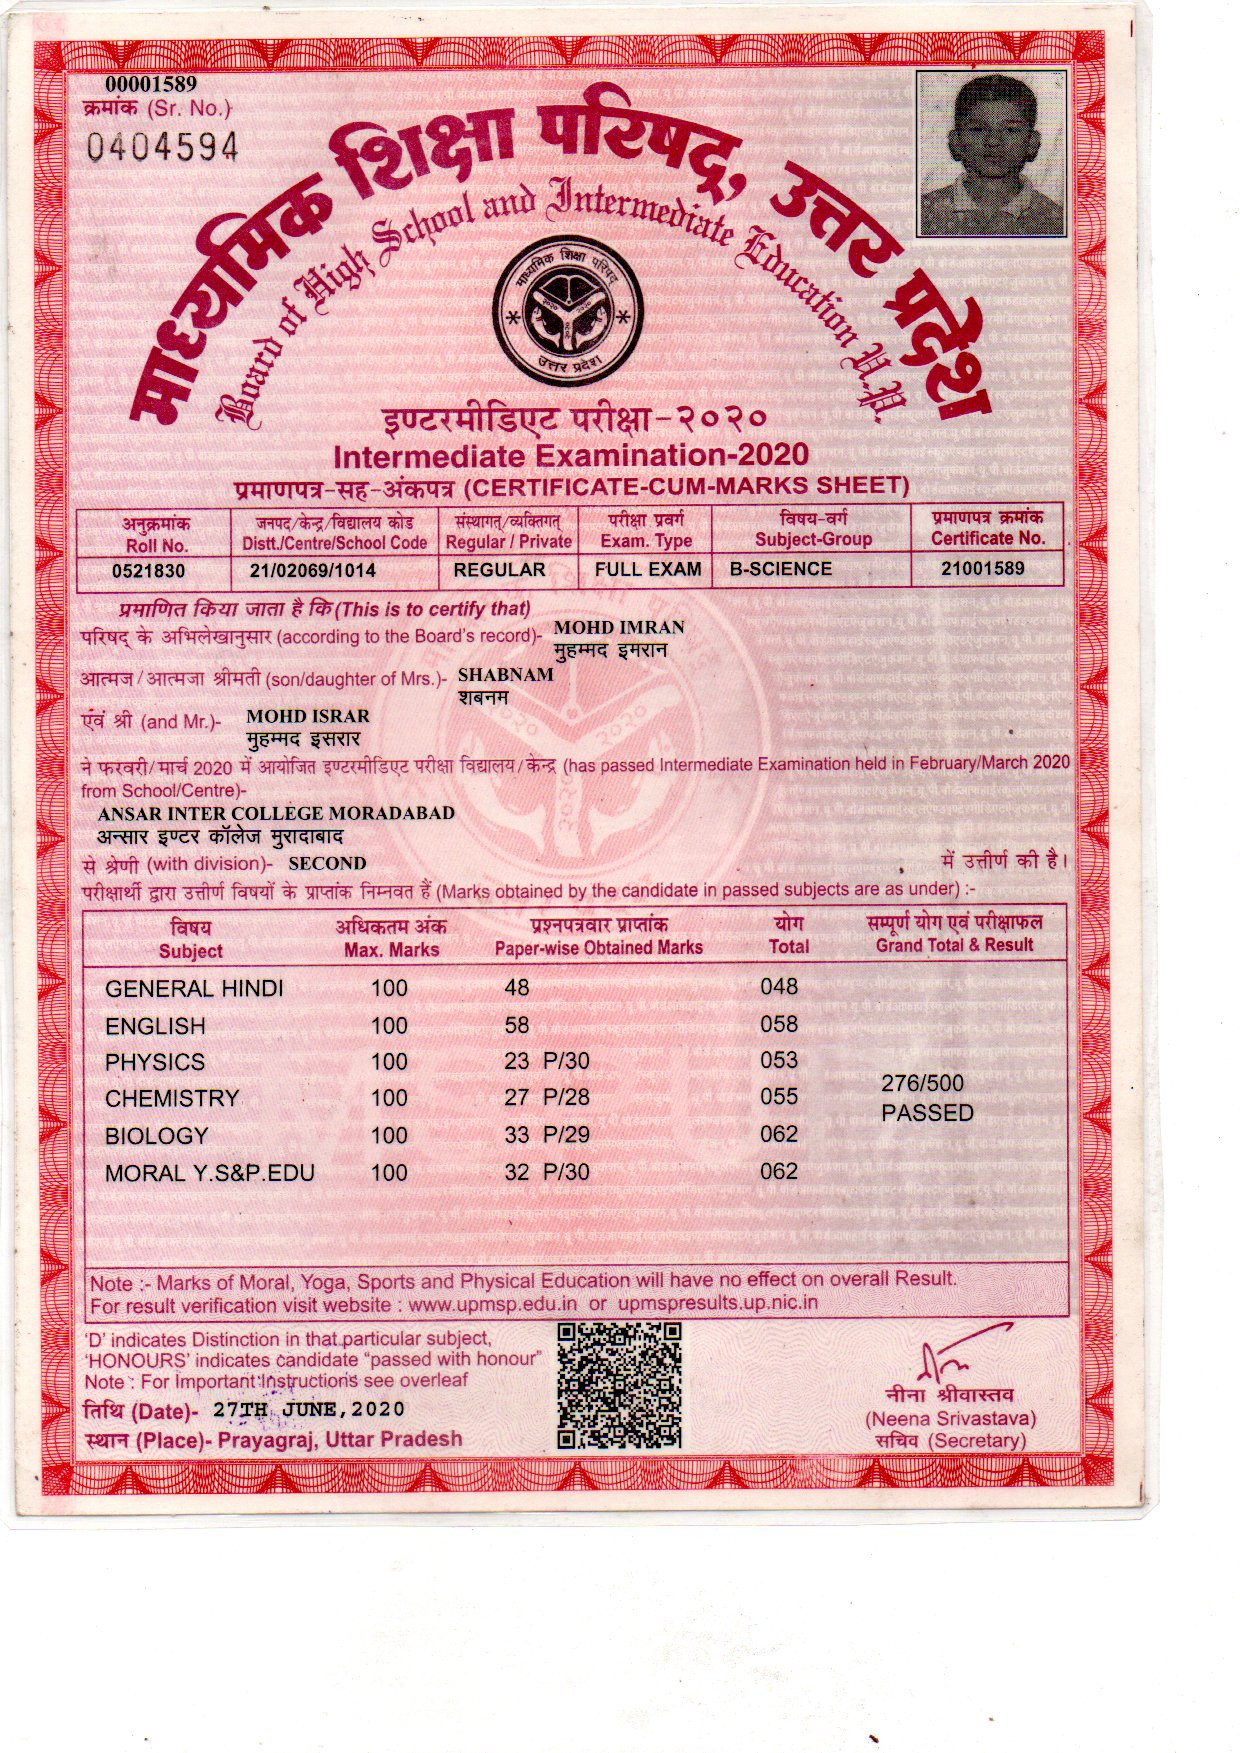 00001589
क्रमांक (Sr. No.)
0404594
माध्यमिक शिक्षा परिषद्, उत्तर प्रदेश
Board of High School and Intermediate Education U.P.
माध्यमिक शिक्षा परिषद
उत्तर प्रदेश
इण्टरमीडिएट परीक्षा-२०२०
Intermediate Examination-2020
प्रमाणपत्र-सह-अंकपत्र (CERTIFICATE-CUM-MARKS SHEET)
अनुक्रमांक जनपद/केन्द्र/विद्यालय कोड संस्थागत्/व्यक्तिगत् परीक्षा प्रवर्ग विषय-वर्ग प्रमाणपत्र क्रमांक
Roll No. Distt./Centre/School Code Regular / Private Exam. Type Subject-Group Certificate No.
0521830 21/02069/1014 REGULAR FULL EXAM B-SCIENCE 21001589
प्रमाणित किया जाता है कि (This is to certify that)
परिषद् के अभिलेखानुसार (according to the Board's record)- MOHD IMRAN
मुहम्मद इमरान
आत्मज/आत्मजा श्रीमती (son/daughter of Mrs.)- SHABNAM
शबनम
एवं श्री (and Mr.)- MOHD ISRAR
मुहम्मद इसरार
ने फरवरी/मार्च 2020 में आयोजित इण्टरमीडिएट परीक्षा विद्यालय/केन्द्र (has passed Intermediate Examination held in February/March 2020
from School/Centre)-
ANSAR INTER COLLEGE MORADABAD
अन्सार इण्टर कॉलेज मुरादाबाद
से श्रेणी (with division)- SECOND में उत्तीर्ण की है।
परीक्षार्थी द्वारा उत्तीर्ण विषयों के प्राप्तांक निम्नवत हैं (Marks obtained by the candidate in passed subjects are as under) :-
विषय अधिकतम अंक प्रश्नपत्रवार प्राप्तांक योग सम्पूर्ण योग एवं परीक्षाफल
Subject Max. Marks Paper-wise Obtained Marks Total Grand Total & Result
GENERAL HINDI 100 48 048
ENGLISH 100 58 058
PHYSICS 100 23 P/30 053
276/500
CHEMISTRY 100 27 P/28 055
PASSED
BIOLOGY 100 33 P/29 062
MORAL Y.S&P.EDU 100 32 P/30 062
Note :- Marks of Moral, Yoga, Sports and Physical Education will have no effect on overall Result.
For result verification visit website : www.upmsp.edu.in or upmspresults.up.nic.in
'D' indicates Distinction in that particular subject,
'HONOURS' indicates candidate "passed with honour"
Note : For Important Instructions see overleaf
तिथि (Date)- 27TH JUNE,2020
स्थान (Place)- Prayagraj, Uttar Pradesh
नीना श्रीवास्तव
(Neena Srivastava)
सचिव (Secretary)